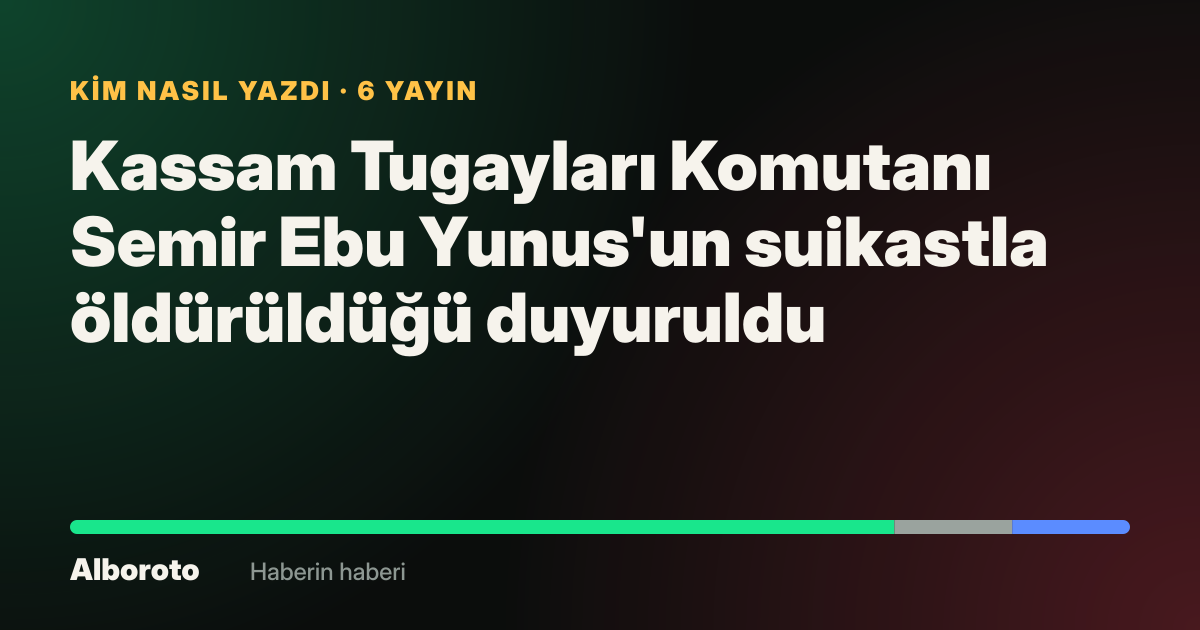 KİM NASIL YAZDI · 6 YAYIN
Kassam Tugayları Komutanı
Semir Ebu Yunus'un suikastla
öldürüldüğü duyuruldu
Alboroto
Haberin haberi